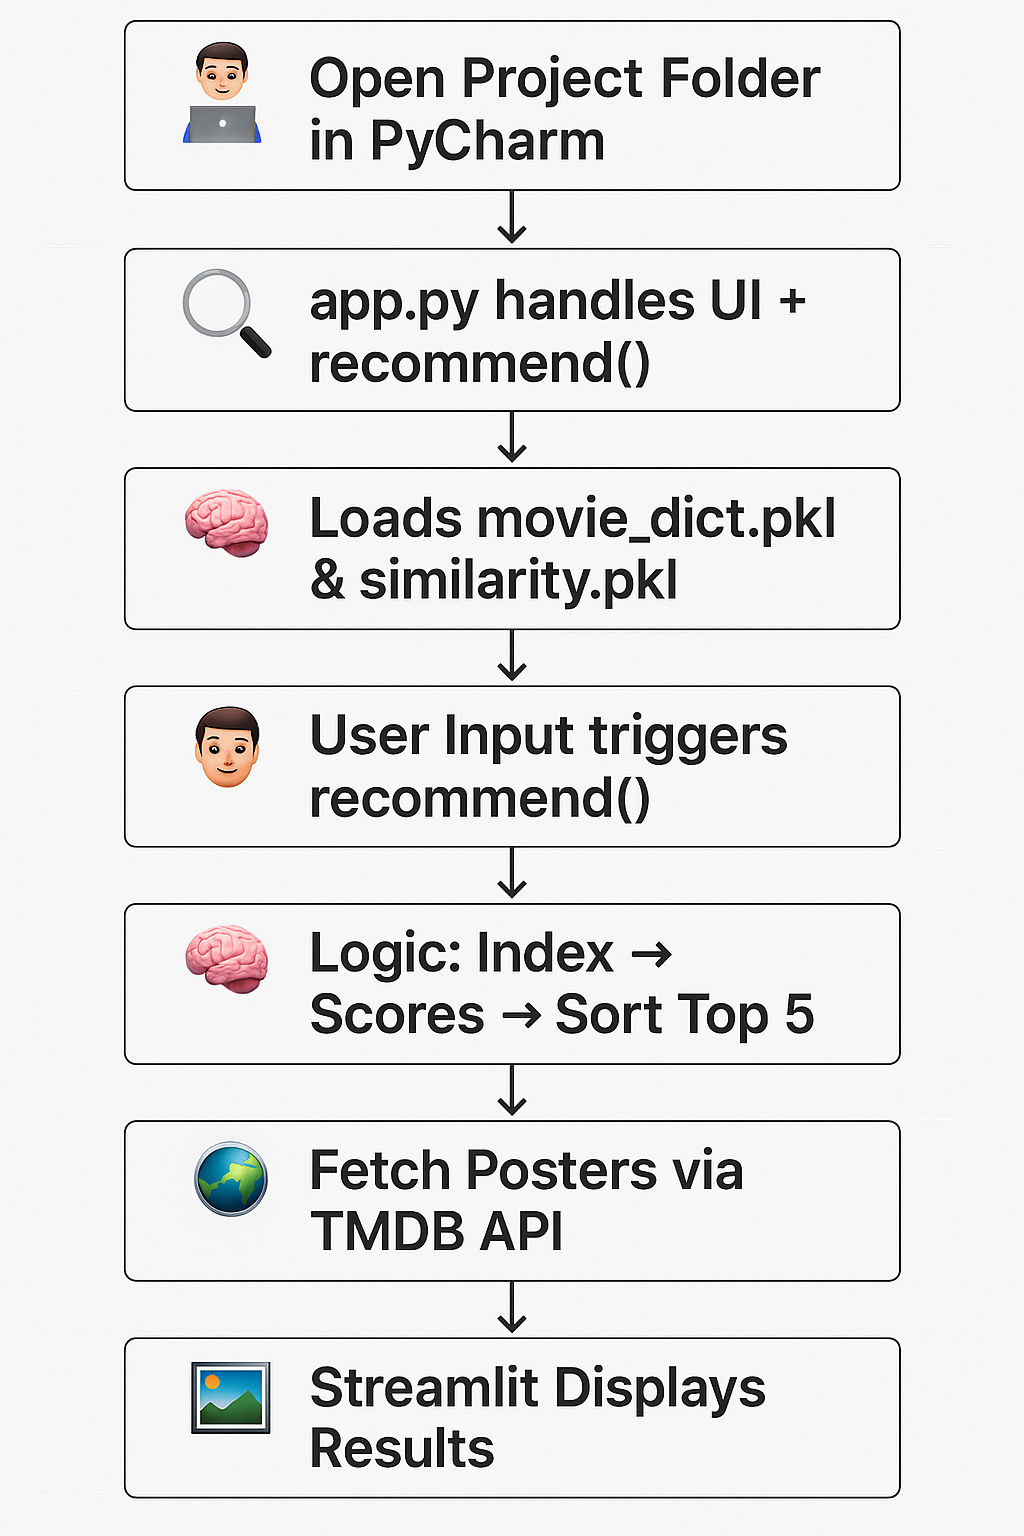 Open Project Folder
in PyCharm
app.py handles UI +
recommend()
Loads movie_dict.pkl
& similarity.pkl
User Input triggers
recommend()
Logic: Index →
Scores → Sort Top 5
Fetch Posters via
TMDB API
Streamlit Displays
Results